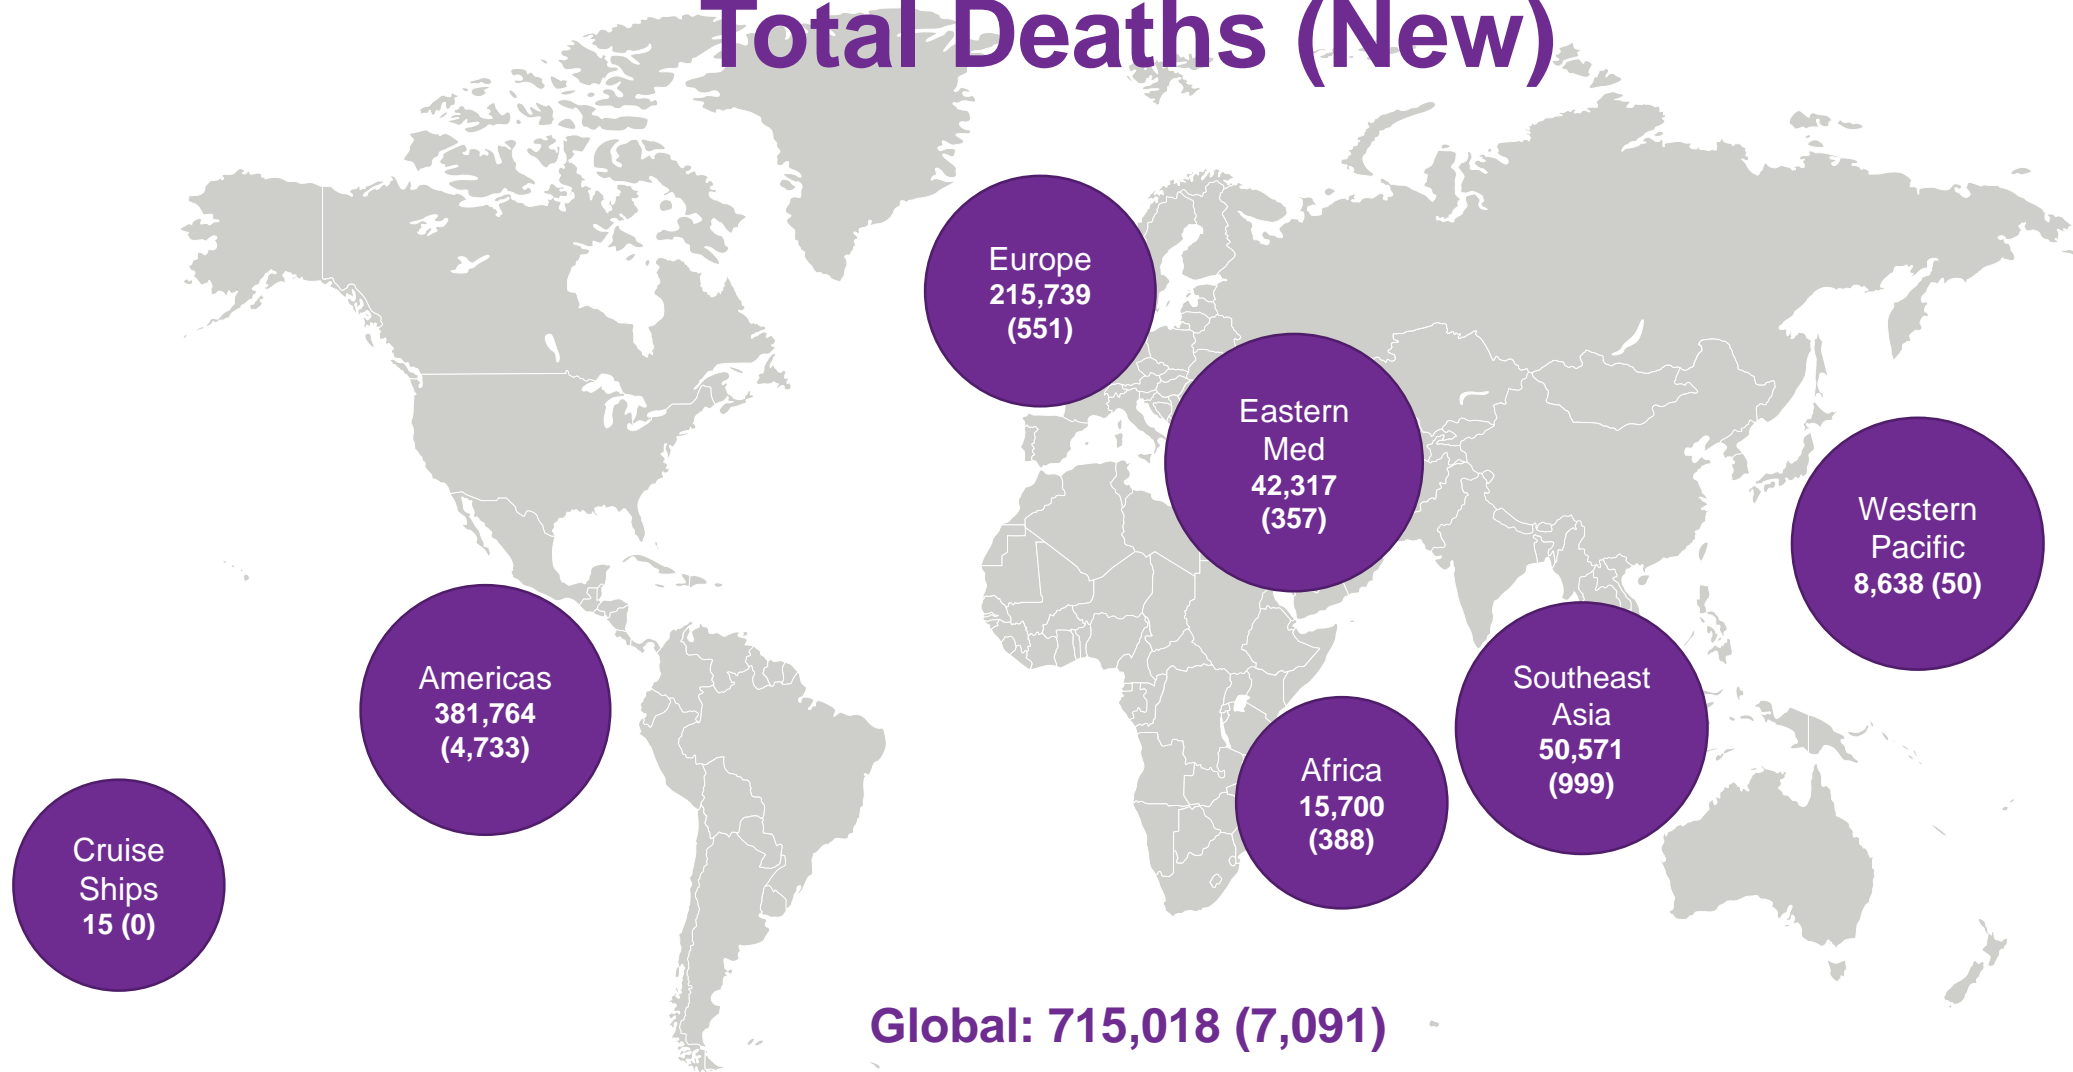 Total Deaths (New)
Europe
215,739
(551)
Eastern
Med
42,317
(357)
Western
Pacific
8,638 (50)
Americas
381,764
(4,733)
Southeast
Asia
50,571
(999)
Africa
15,700
(388)
Cruise
Ships
15 (0)
Global: 715,018 (7,091)